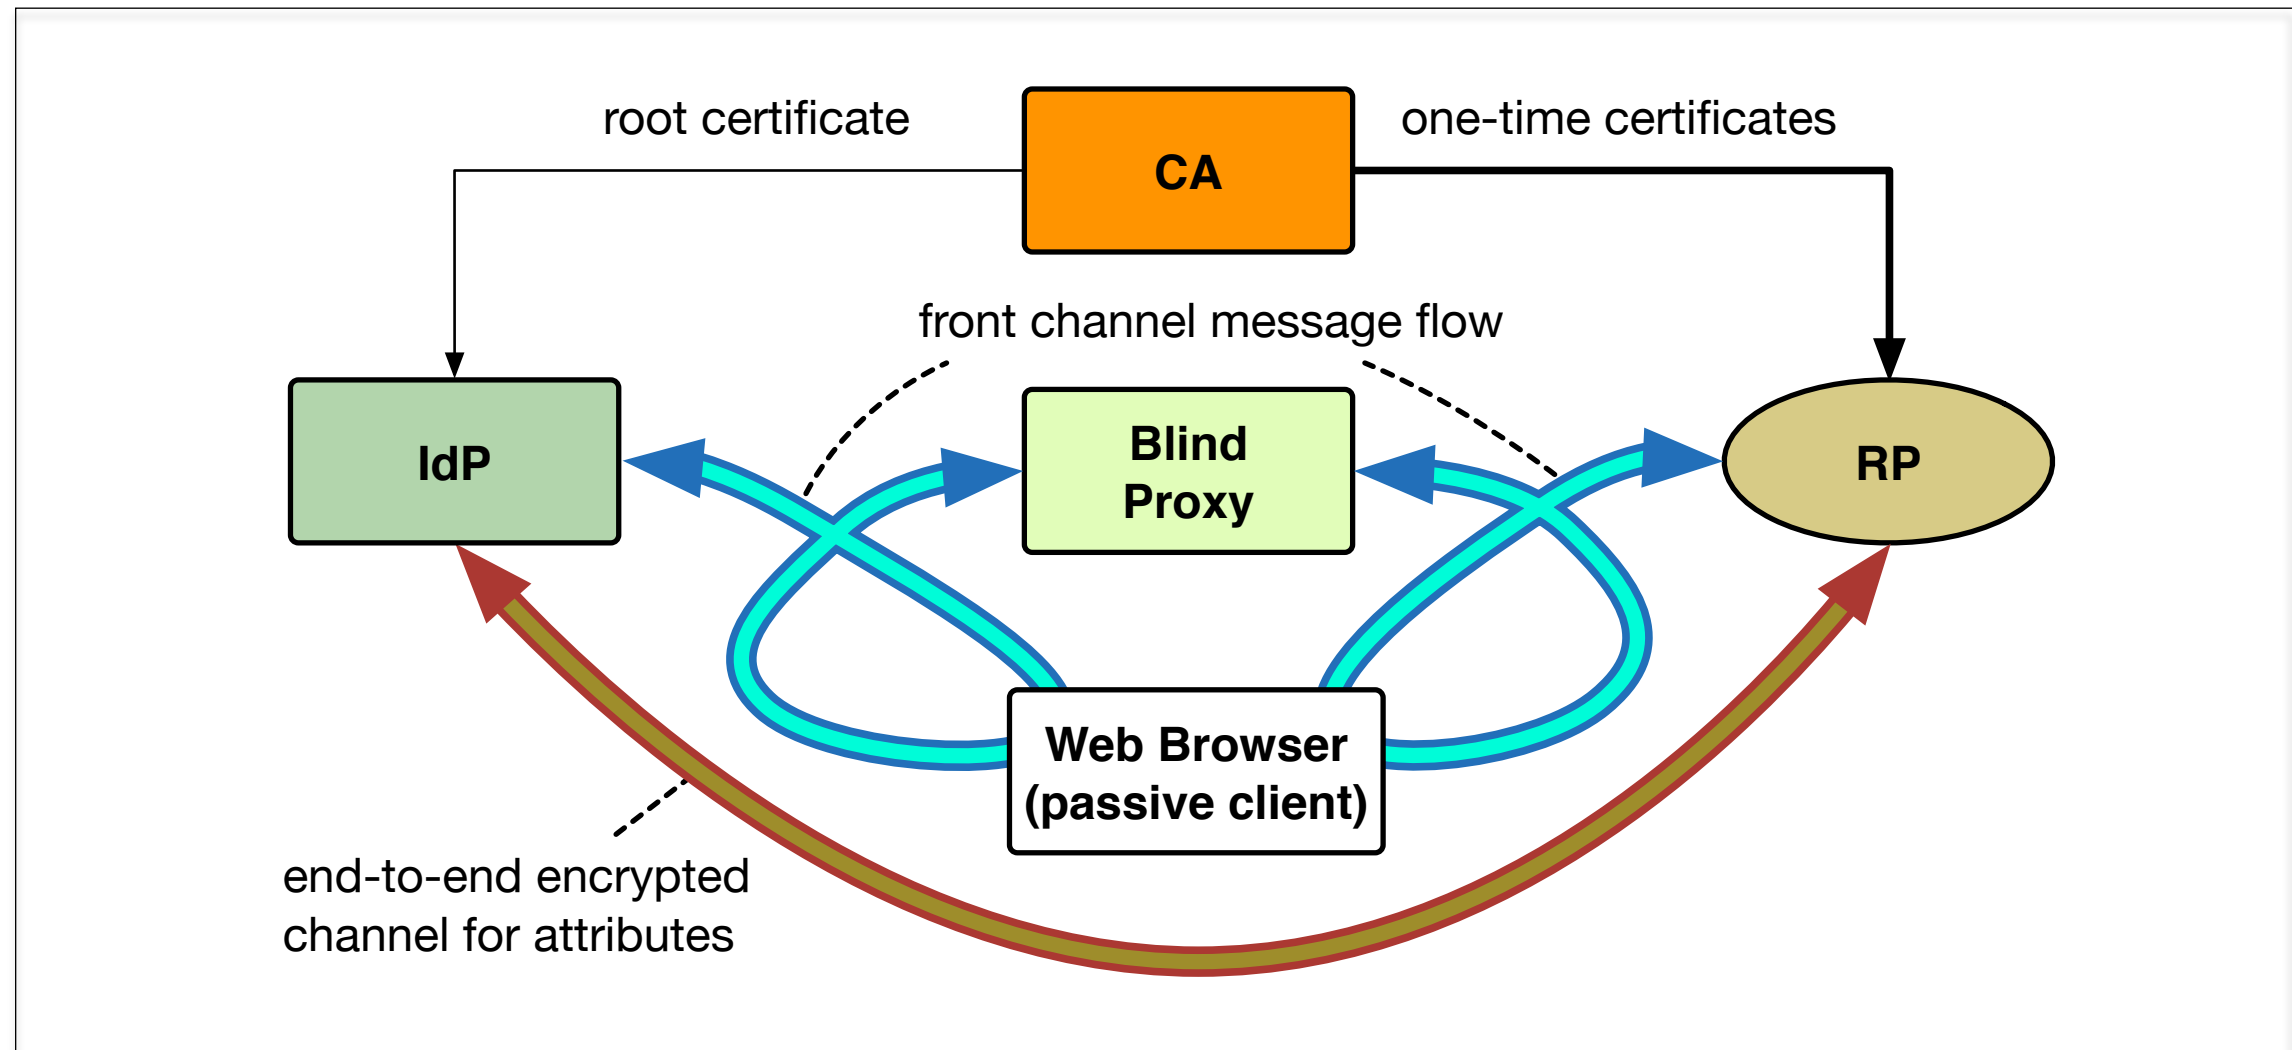 root certificate
CA
one-time certificates
front channel message flow
IdP
Blind
Proxy
RP
Web Browser
(passive client)
end-to-end encrypted
channel for attributes